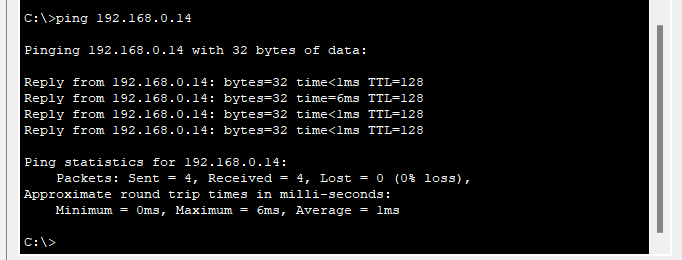 C:\>ping 192.168.0.14
Pinging 192.168.0.14 with 32 bytes of data:
Reply from 192.168.0.14: bytes=32 time<1ms TTL=128
Reply from 192.168.0.14: bytes=32 time=6ms TTL=128
Reply from 192.168.0.14: bytes=32 time<1ms TTL=128
Reply from 192.168.0.14: bytes=32 time<1ms TTL=128
Ping statistics for 192.168.0.14:
    Packets: Sent = 4, Received = 4, Lost = 0 (0% loss),
Approximate round trip times in milli-seconds:
    Minimum = 0ms, Maximum = 6ms, Average = 1ms
C:\>